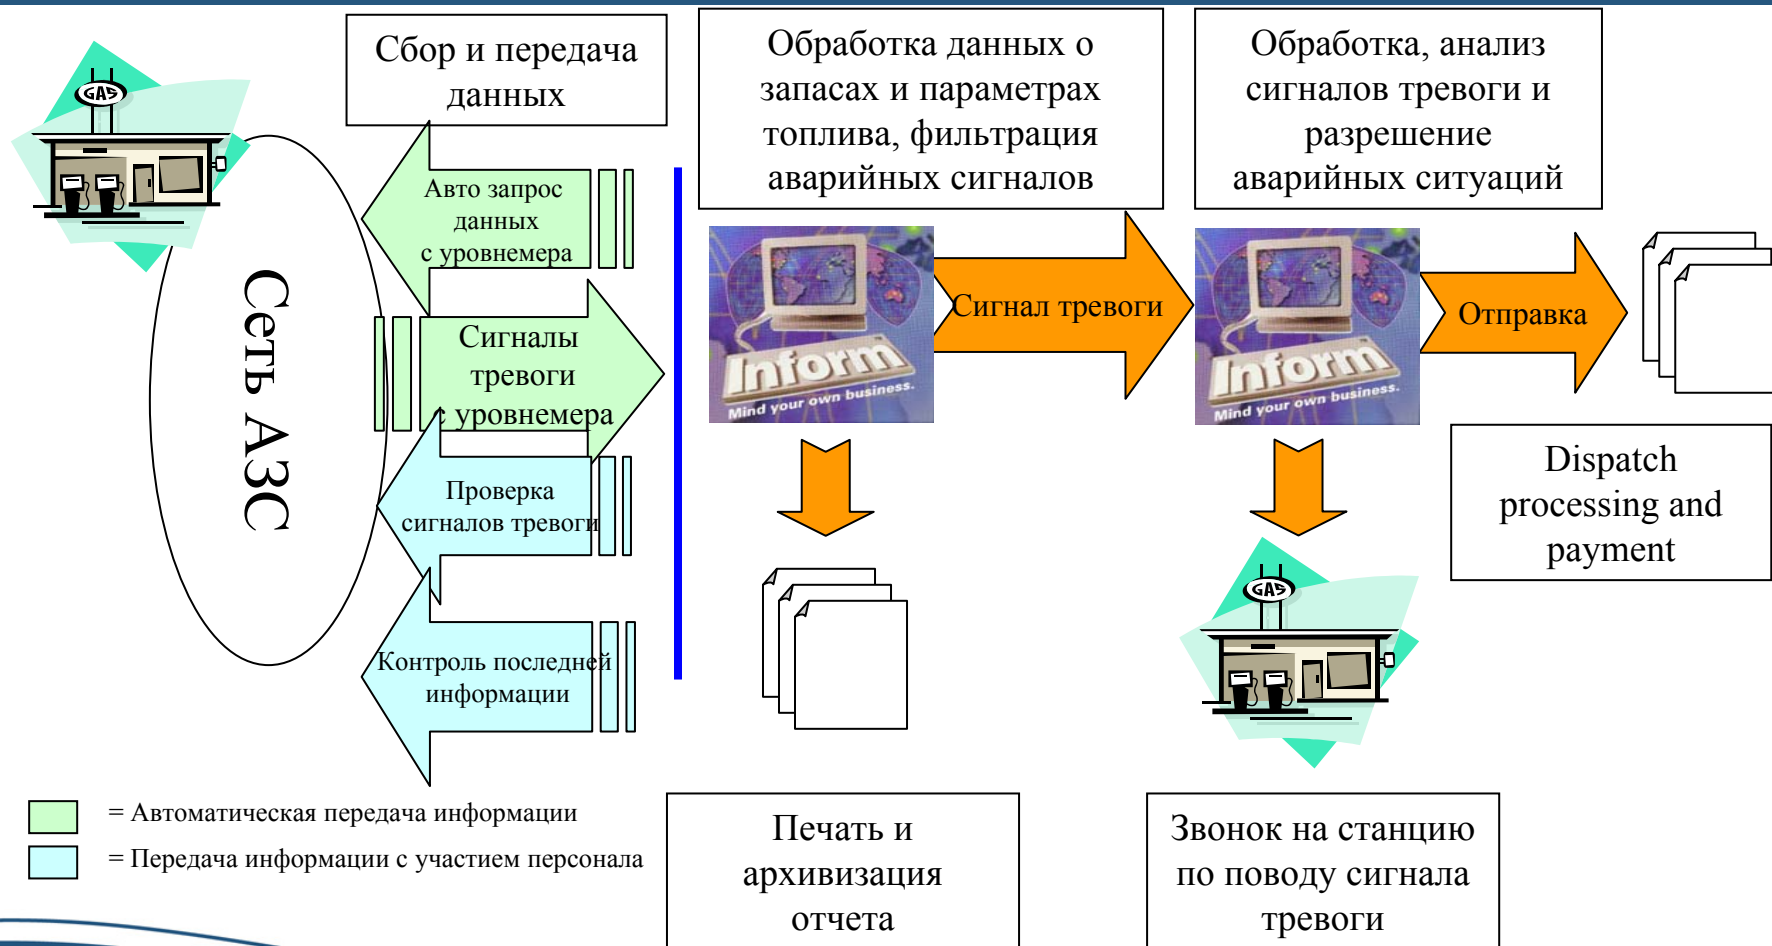 Сбор и передача
данных
Обработка данных о
запасах и параметрах
топлива, фильтрация
аварийных сигналов
Обработка, анализ
сигналов тревоги и
разрешение
аварийных ситуаций
GAS
Авто запрос
данных
с уровнемера
Сеть АЗС
Сигналы
тревоги
с уровнемера
Inform
Mind your own business.
Сигнал тревоги
Inform
Mind your own business.
Отправка
Проверка
сигналов тревоги
Dispatch
processing and
payment
GAS
Контроль последней
информации
= Автоматическая передача информации
= Передача информации с участием персонала
Печать и
архивизация
отчета
Звонок на станцию
по поводу сигнала
тревоги